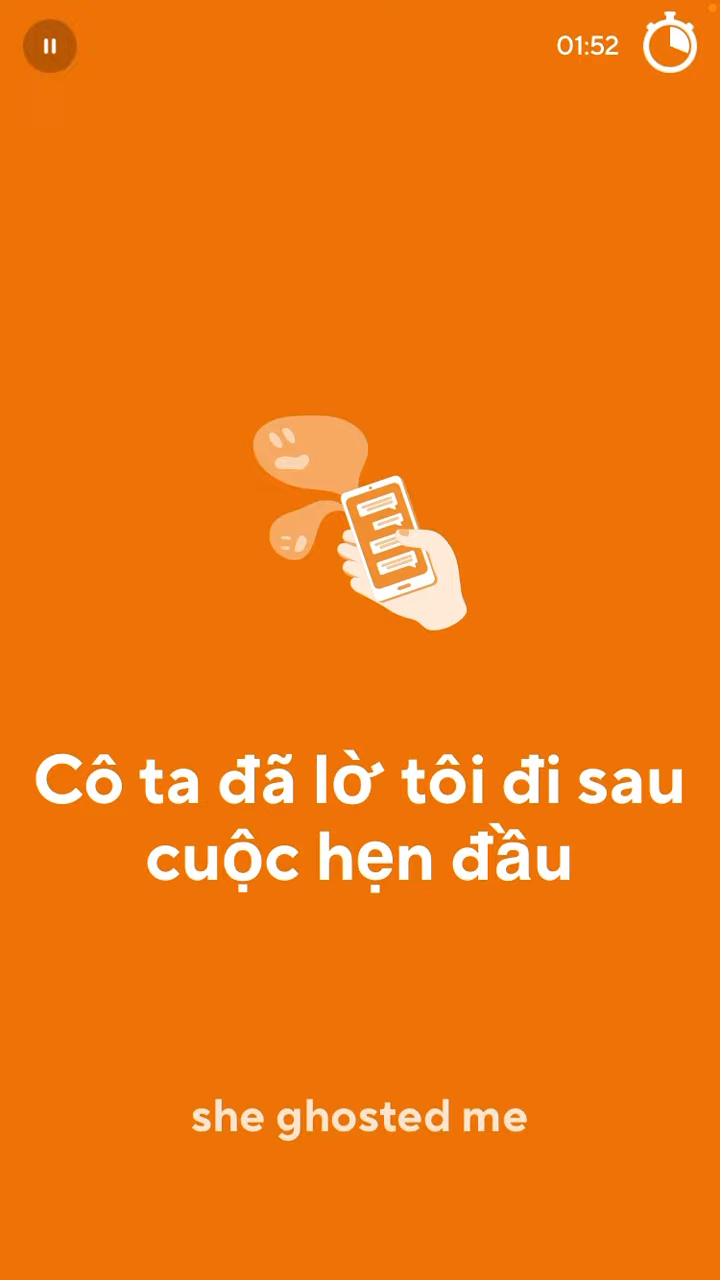 01:52
Cô ta đã lờ tôi đi sau
cuộc hẹn đầu
she ghosted me